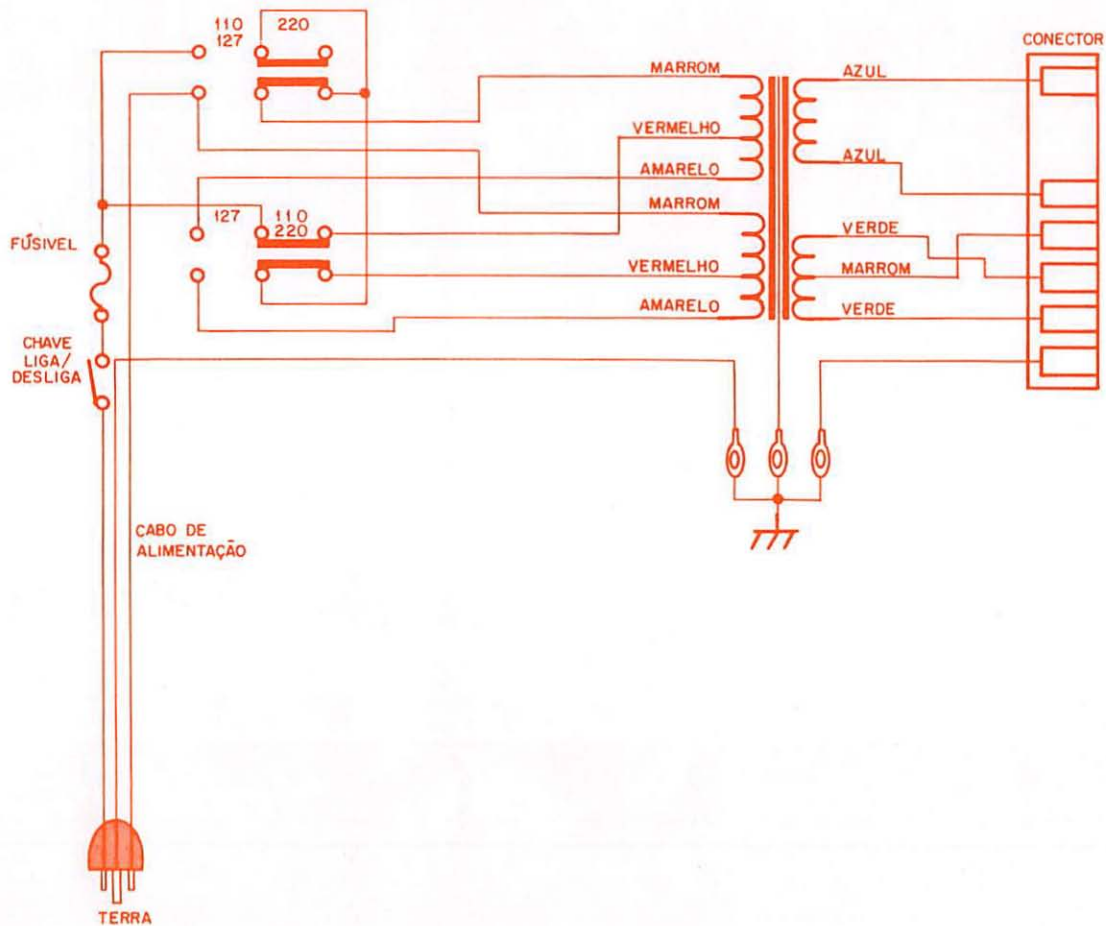 110 220
127
CONECTOR
MARROM
AZUL
VERMELHO
AZUL
AMARELO
MARROM
127 110
220
VERDE
FÚSIVEL
VERMELHO
MARROM
AMARELO
VERDE
CHAVE
LIGA/
DESLIGA
CABO DE
ALIMENTAÇÃO
TERRA